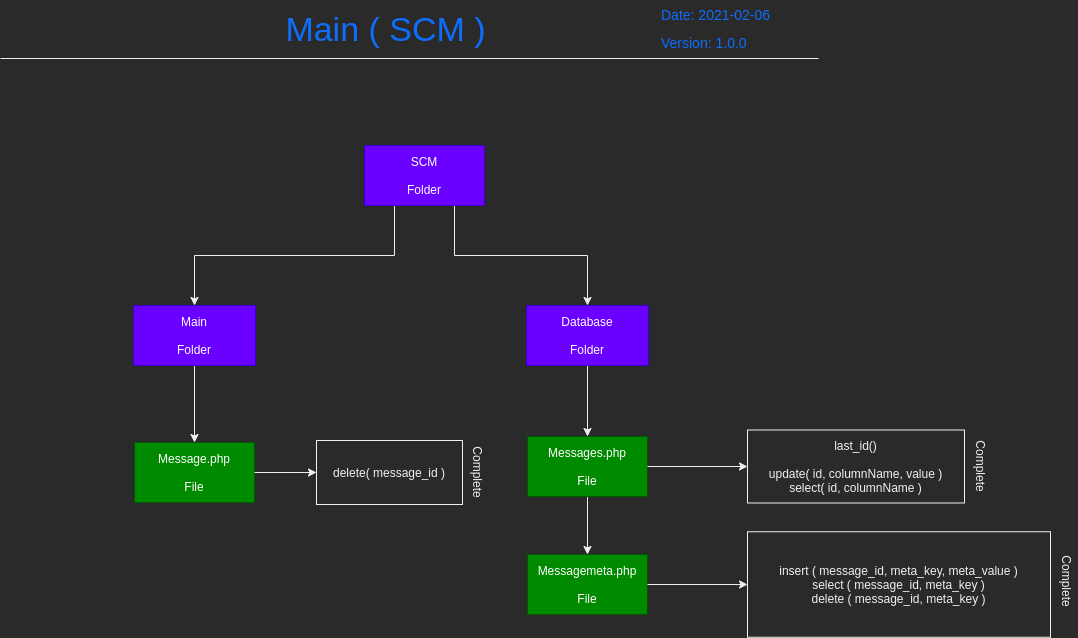 Main ( SCM )
Date: 2021-02-06
Version: 1.0.0
SCM
Folder
Main
Folder
Database
Folder
Message.php
File
delete( message_id )
Complete
Messages.php
File
last_id()
update( id, columnName, value )
select( id, columnName )
Complete
Messagemeta.php
File
insert ( message_id, meta_key, meta_value )
select ( message_id, meta_key )
delete ( message_id, meta_key )
Complete